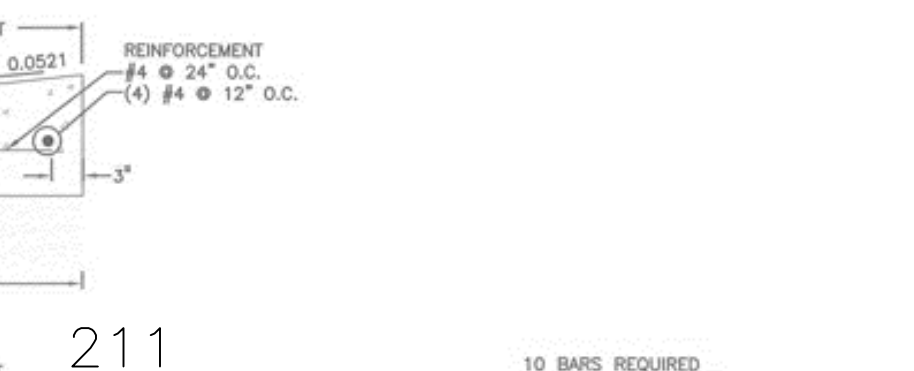 T
0.0521
REINFORCEMENT
#4 @ 24" O.C.
(4) #4 @ 12" O.C.
3"
211
10 BARS REQUIRED